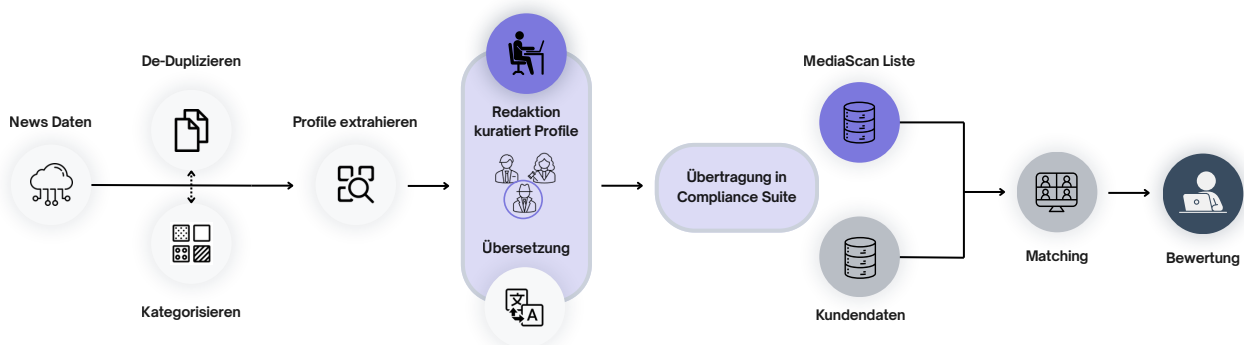 News Daten
De-Duplizieren
Kategorisieren
Profile extrahieren
Redaktion
kuratiert Profile
Übersetzung
文
A
Übertragung in
Compliance Suite
MediaScan Liste
Kundendaten
Matching
Bewertung